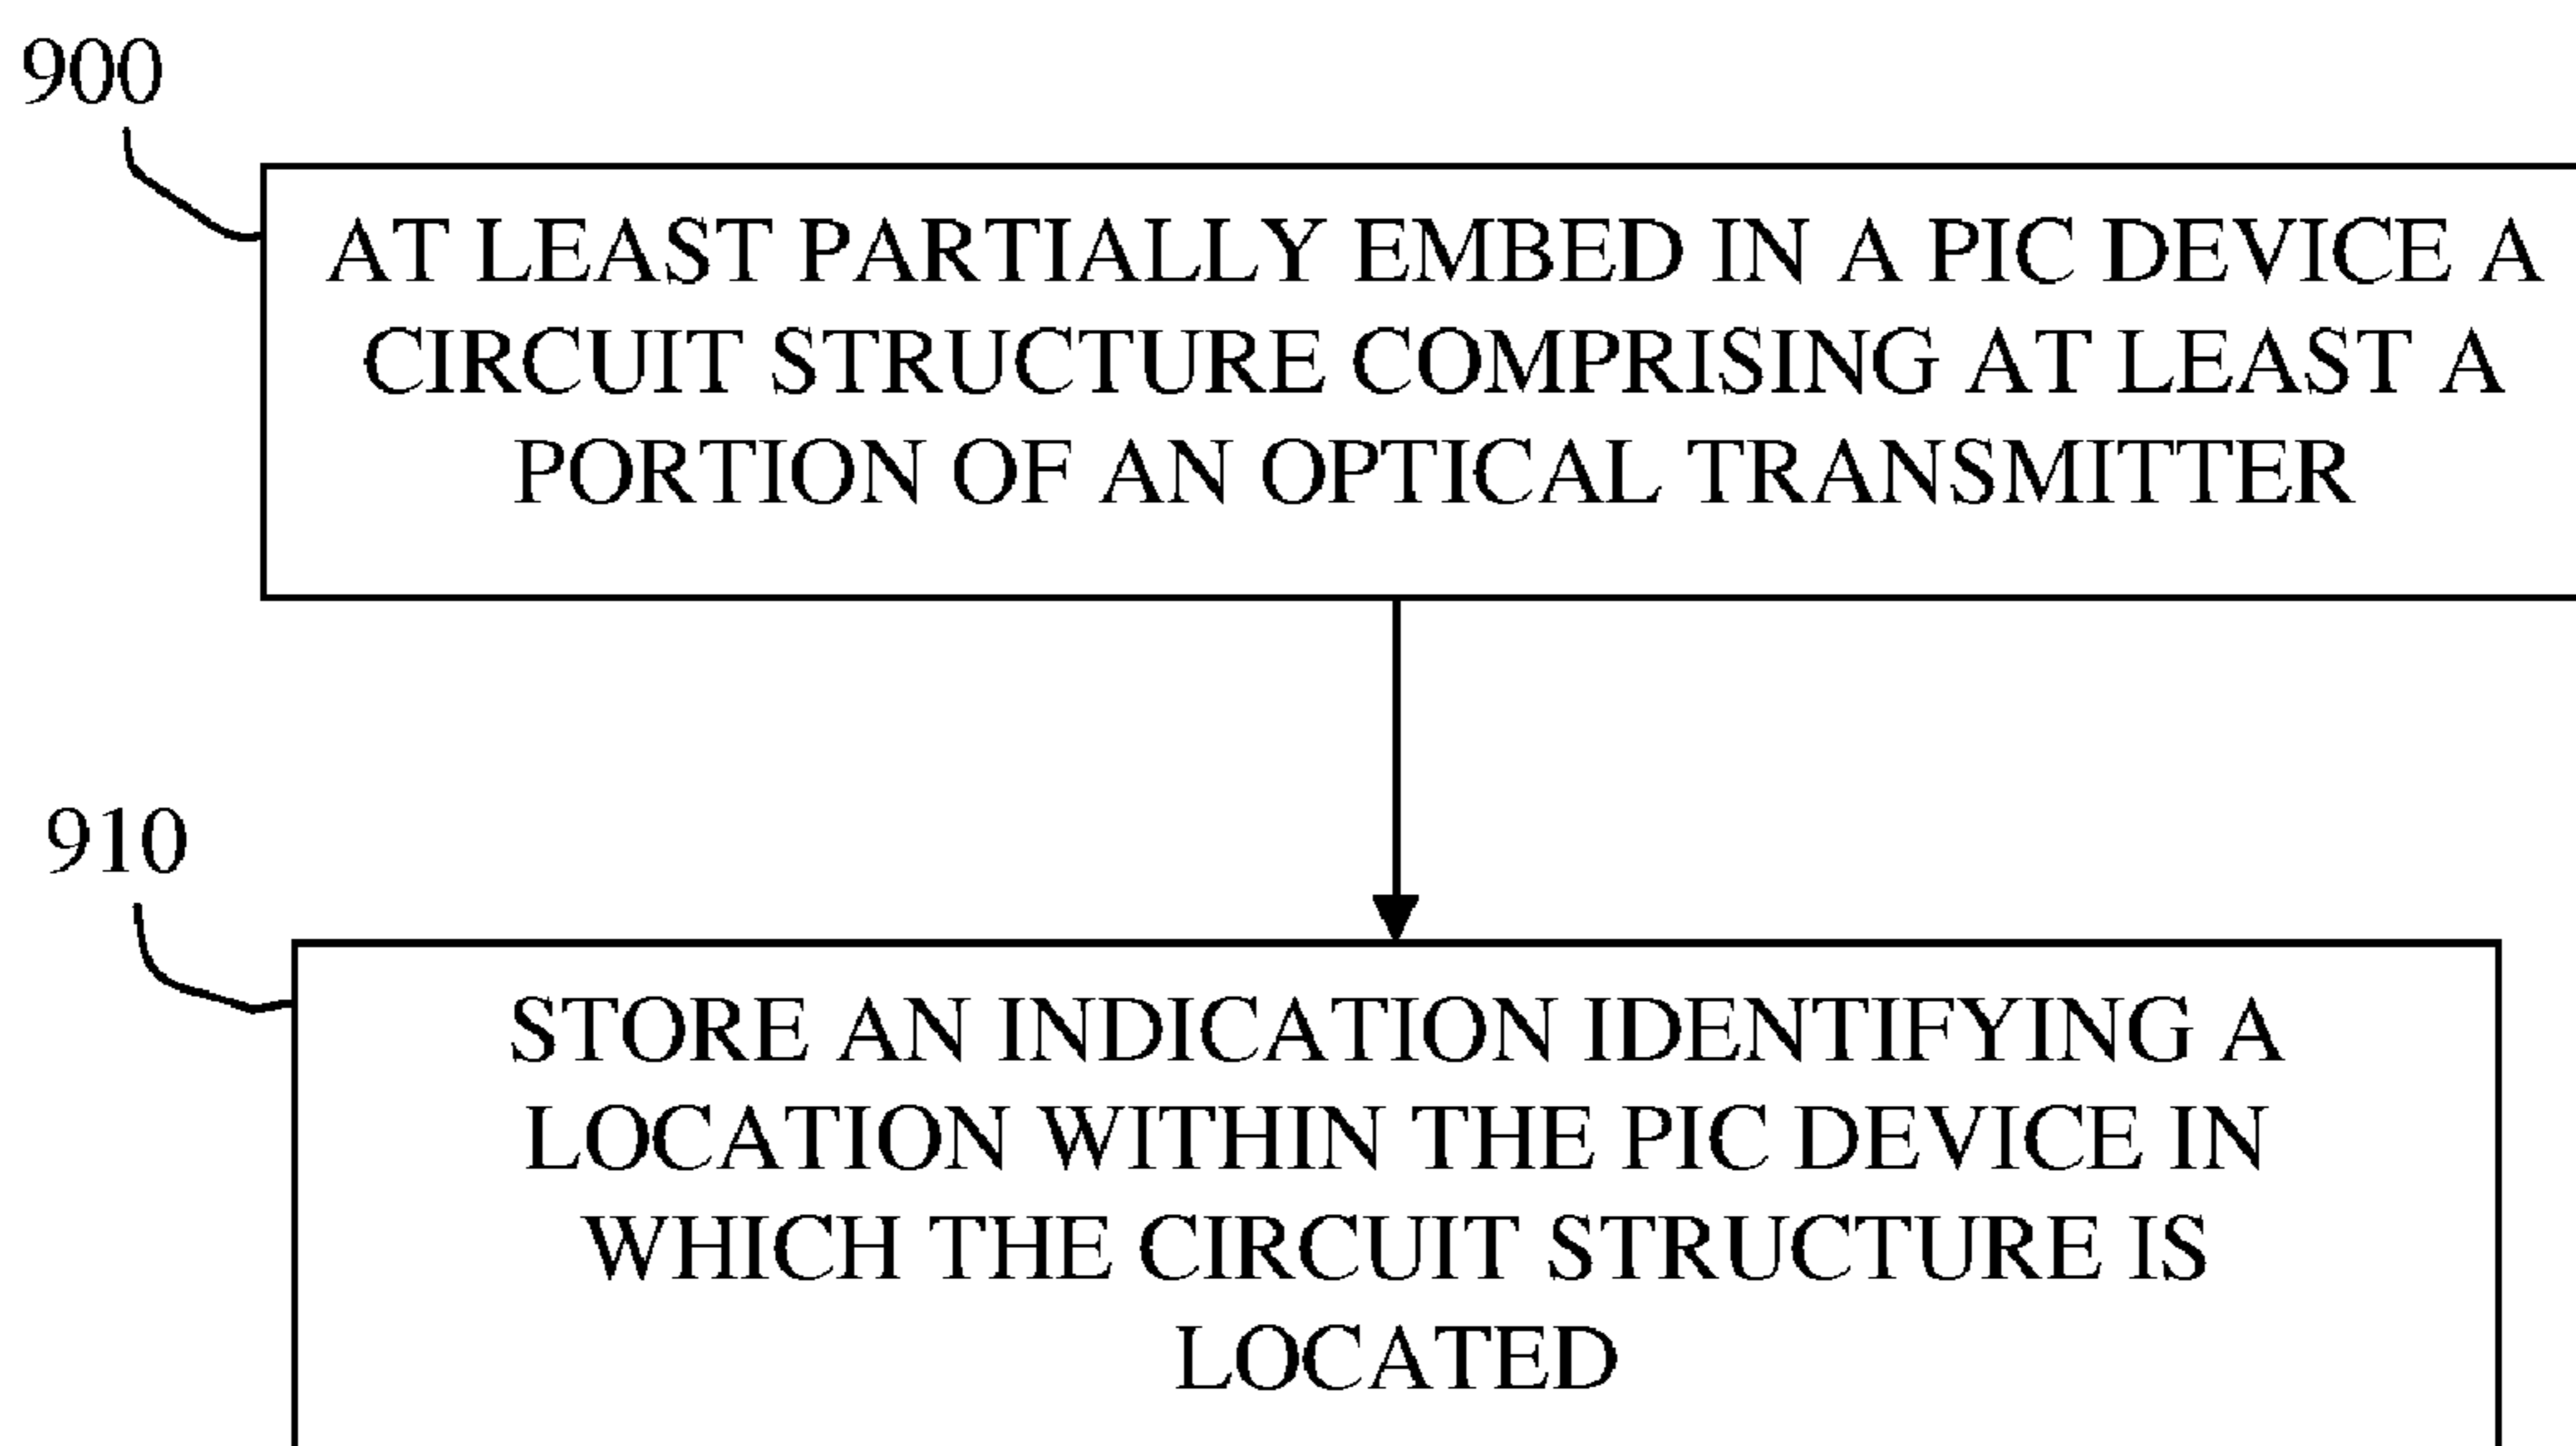 900
AT LEAST PARTIALLY EMBED IN A PIC DEVICE A
CIRCUIT STRUCTURE COMPRISING AT LEAST A
PORTION OF AN OPTICAL TRANSMITTER
910
STORE AN INDICATION IDENTIFYING A
LOCATION WITHIN THE PIC DEVICE IN
WHICH THE CIRCUIT STRUCTURE IS
LOCATED